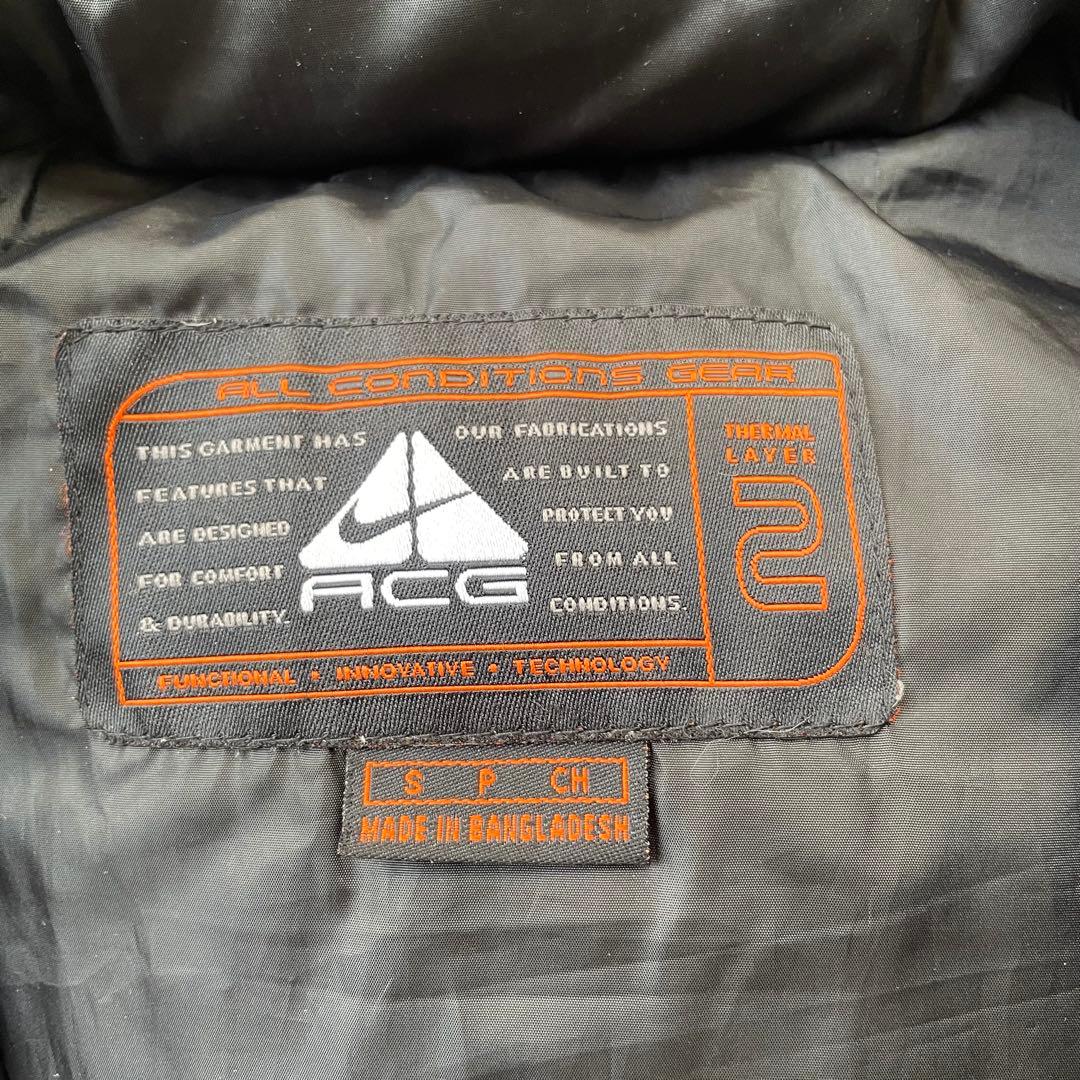 ALL CONDITIONS GEAR
THIS GARMENT HAS
FEATURES THAT
ARE DESIGNED
FOR COMFORT
& DURABILITY.
ACG
OUR FABRICATIONS
ARE BUILT TO
PROTECT YOU
FROM ALL
CONDITIONS.
THERMAL
LAYER
2
FUNCTIONAL • INNOVATIVE • TECHNOLOGY
S P CH
MADE IN BANGLADESH